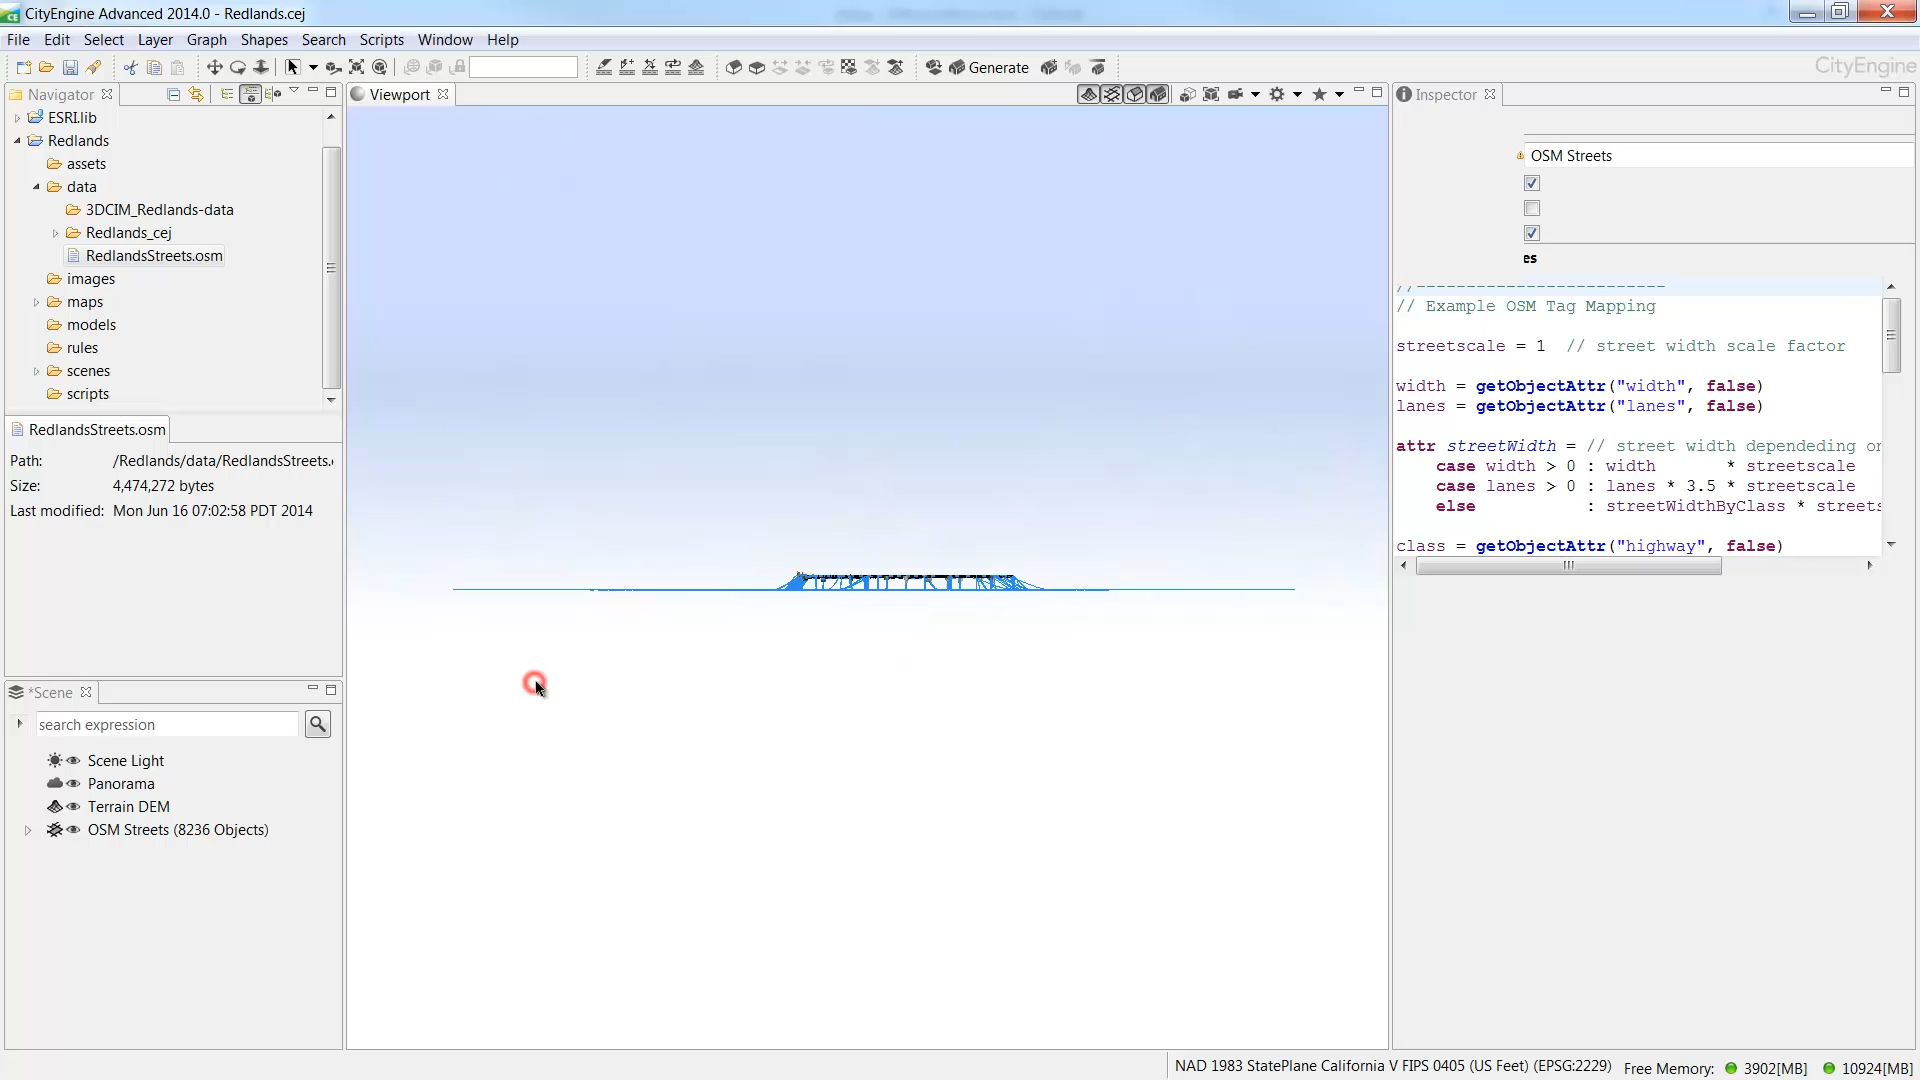 CityEngine Advanced 2014.0 - Redlands.cej
File Edit Select Layer Graph Shapes Search Scripts Window Help
Generate
CityEngine
Navigator
ESRI.lib
Redlands
assets
data
3DCIM_Redlands-data
Redlands_cej
RedlandsStreets.osm
images
maps
models
rules
scenes
scripts
RedlandsStreets.osm
Path: /Redlands/data/RedlandsStreets.
Size: 4,474,272 bytes
Last modified: Mon Jun 16 07:02:58 PDT 2014
*Scene
search expression
Scene Light
Panorama
Terrain DEM
OSM Streets (8236 Objects)
Viewport
Inspector
OSM Streets
es
//-------------------------
// Example OSM Tag Mapping
streetscale = 1 // street width scale factor
width = getObjectAttr("width", false)
lanes = getObjectAttr("lanes", false)
attr streetWidth = // street width dependeding on
case width > 0 : width * streetscale
case lanes > 0 : lanes * 3.5 * streetscale
else : streetWidthByClass * streets
class = getObjectAttr("highway", false)
NAD 1983 StatePlane California V FIPS 0405 (US Feet) (EPSG:2229) Free Memory: 3902[MB] 10924[MB]